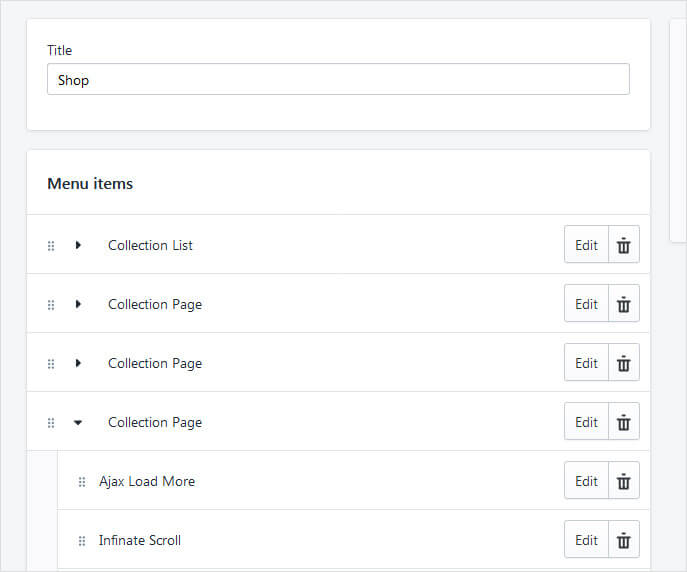 Title
Shop
Menu items
Collection List Edit
Collection Page Edit
Collection Page Edit
Collection Page Edit
Ajax Load More Edit
Infinate Scroll Edit